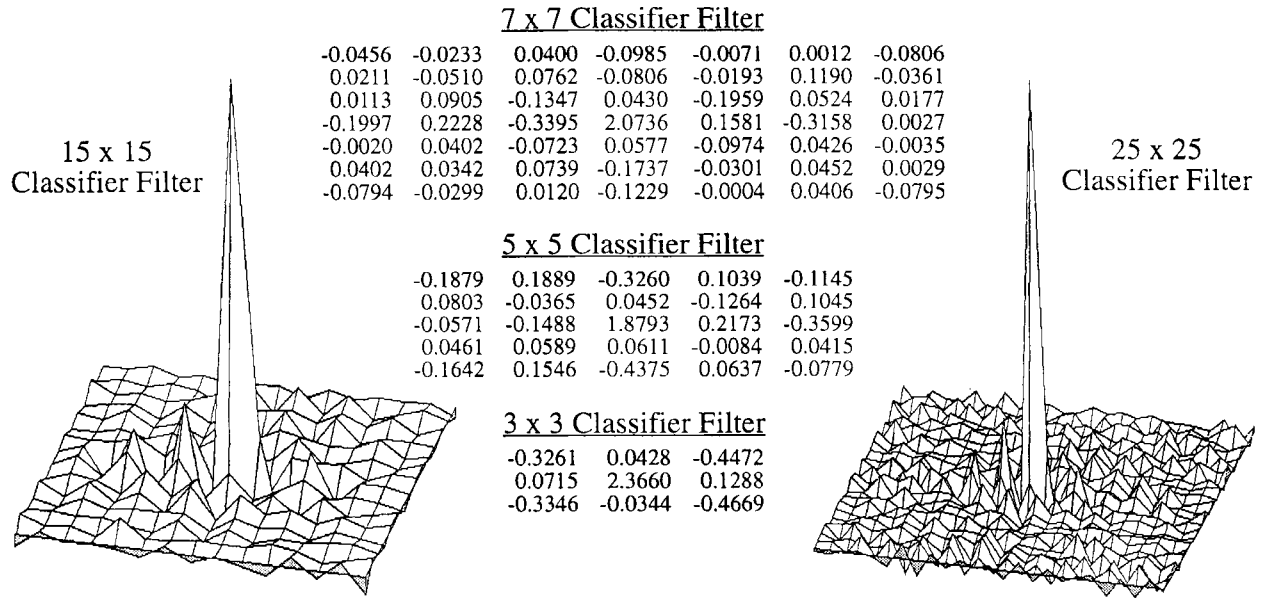 7 x 7 Classifier Filter
-0.0456 -0.0233 0.0400 -0.0985 -0.0071 0.0012 -0.0806
0.0211 -0.0510 0.0762 -0.0806 -0.0193 0.1190 -0.0361
0.0113 0.0905 -0.1347 0.0430 -0.1959 0.0524 0.0177
-0.1997 0.2228 -0.3395 2.0736 0.1581 -0.3158 0.0027
-0.0020 0.0402 -0.0723 0.0577 -0.0974 0.0426 -0.0035
0.0402 0.0342 0.0739 -0.1737 -0.0301 0.0452 0.0029
-0.0794 -0.0299 0.0120 -0.1229 -0.0004 0.0406 -0.0795
15 x 15
Classifier Filter
25 x 25
Classifier Filter
5 x 5 Classifier Filter
-0.1879 0.1889 -0.3260 0.1039 -0.1145
0.0803 -0.0365 0.0452 -0.1264 0.1045
-0.0571 -0.1488 1.8793 0.2173 -0.3599
0.0461 0.0589 0.0611 -0.0084 0.0415
-0.1642 0.1546 -0.4375 0.0637 -0.0779
3 x 3 Classifier Filter
-0.3261 0.0428 -0.4472
0.0715 2.3660 0.1288
-0.3346 -0.0344 -0.4669